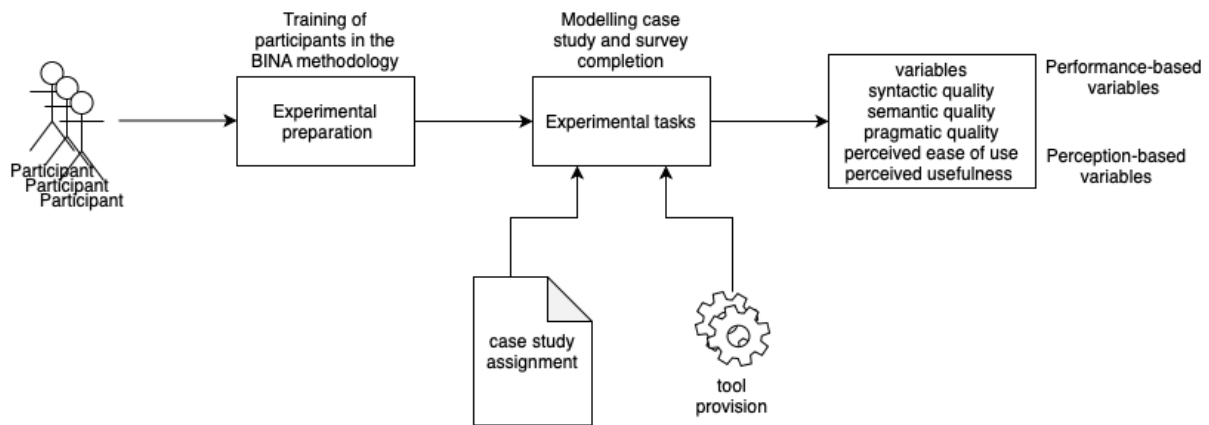 Training of
participants in the
BINA methodology
Modelling case
study and survey
completion
Experimental
preparation
Experimental tasks
variables
syntactic quality
semantic quality
pragmatic quality
perceived ease of use
perceived usefulness
Performance-based
variables
Perception-based
variables
Participant
Participant
Participant
case study
assignment
tool
provision